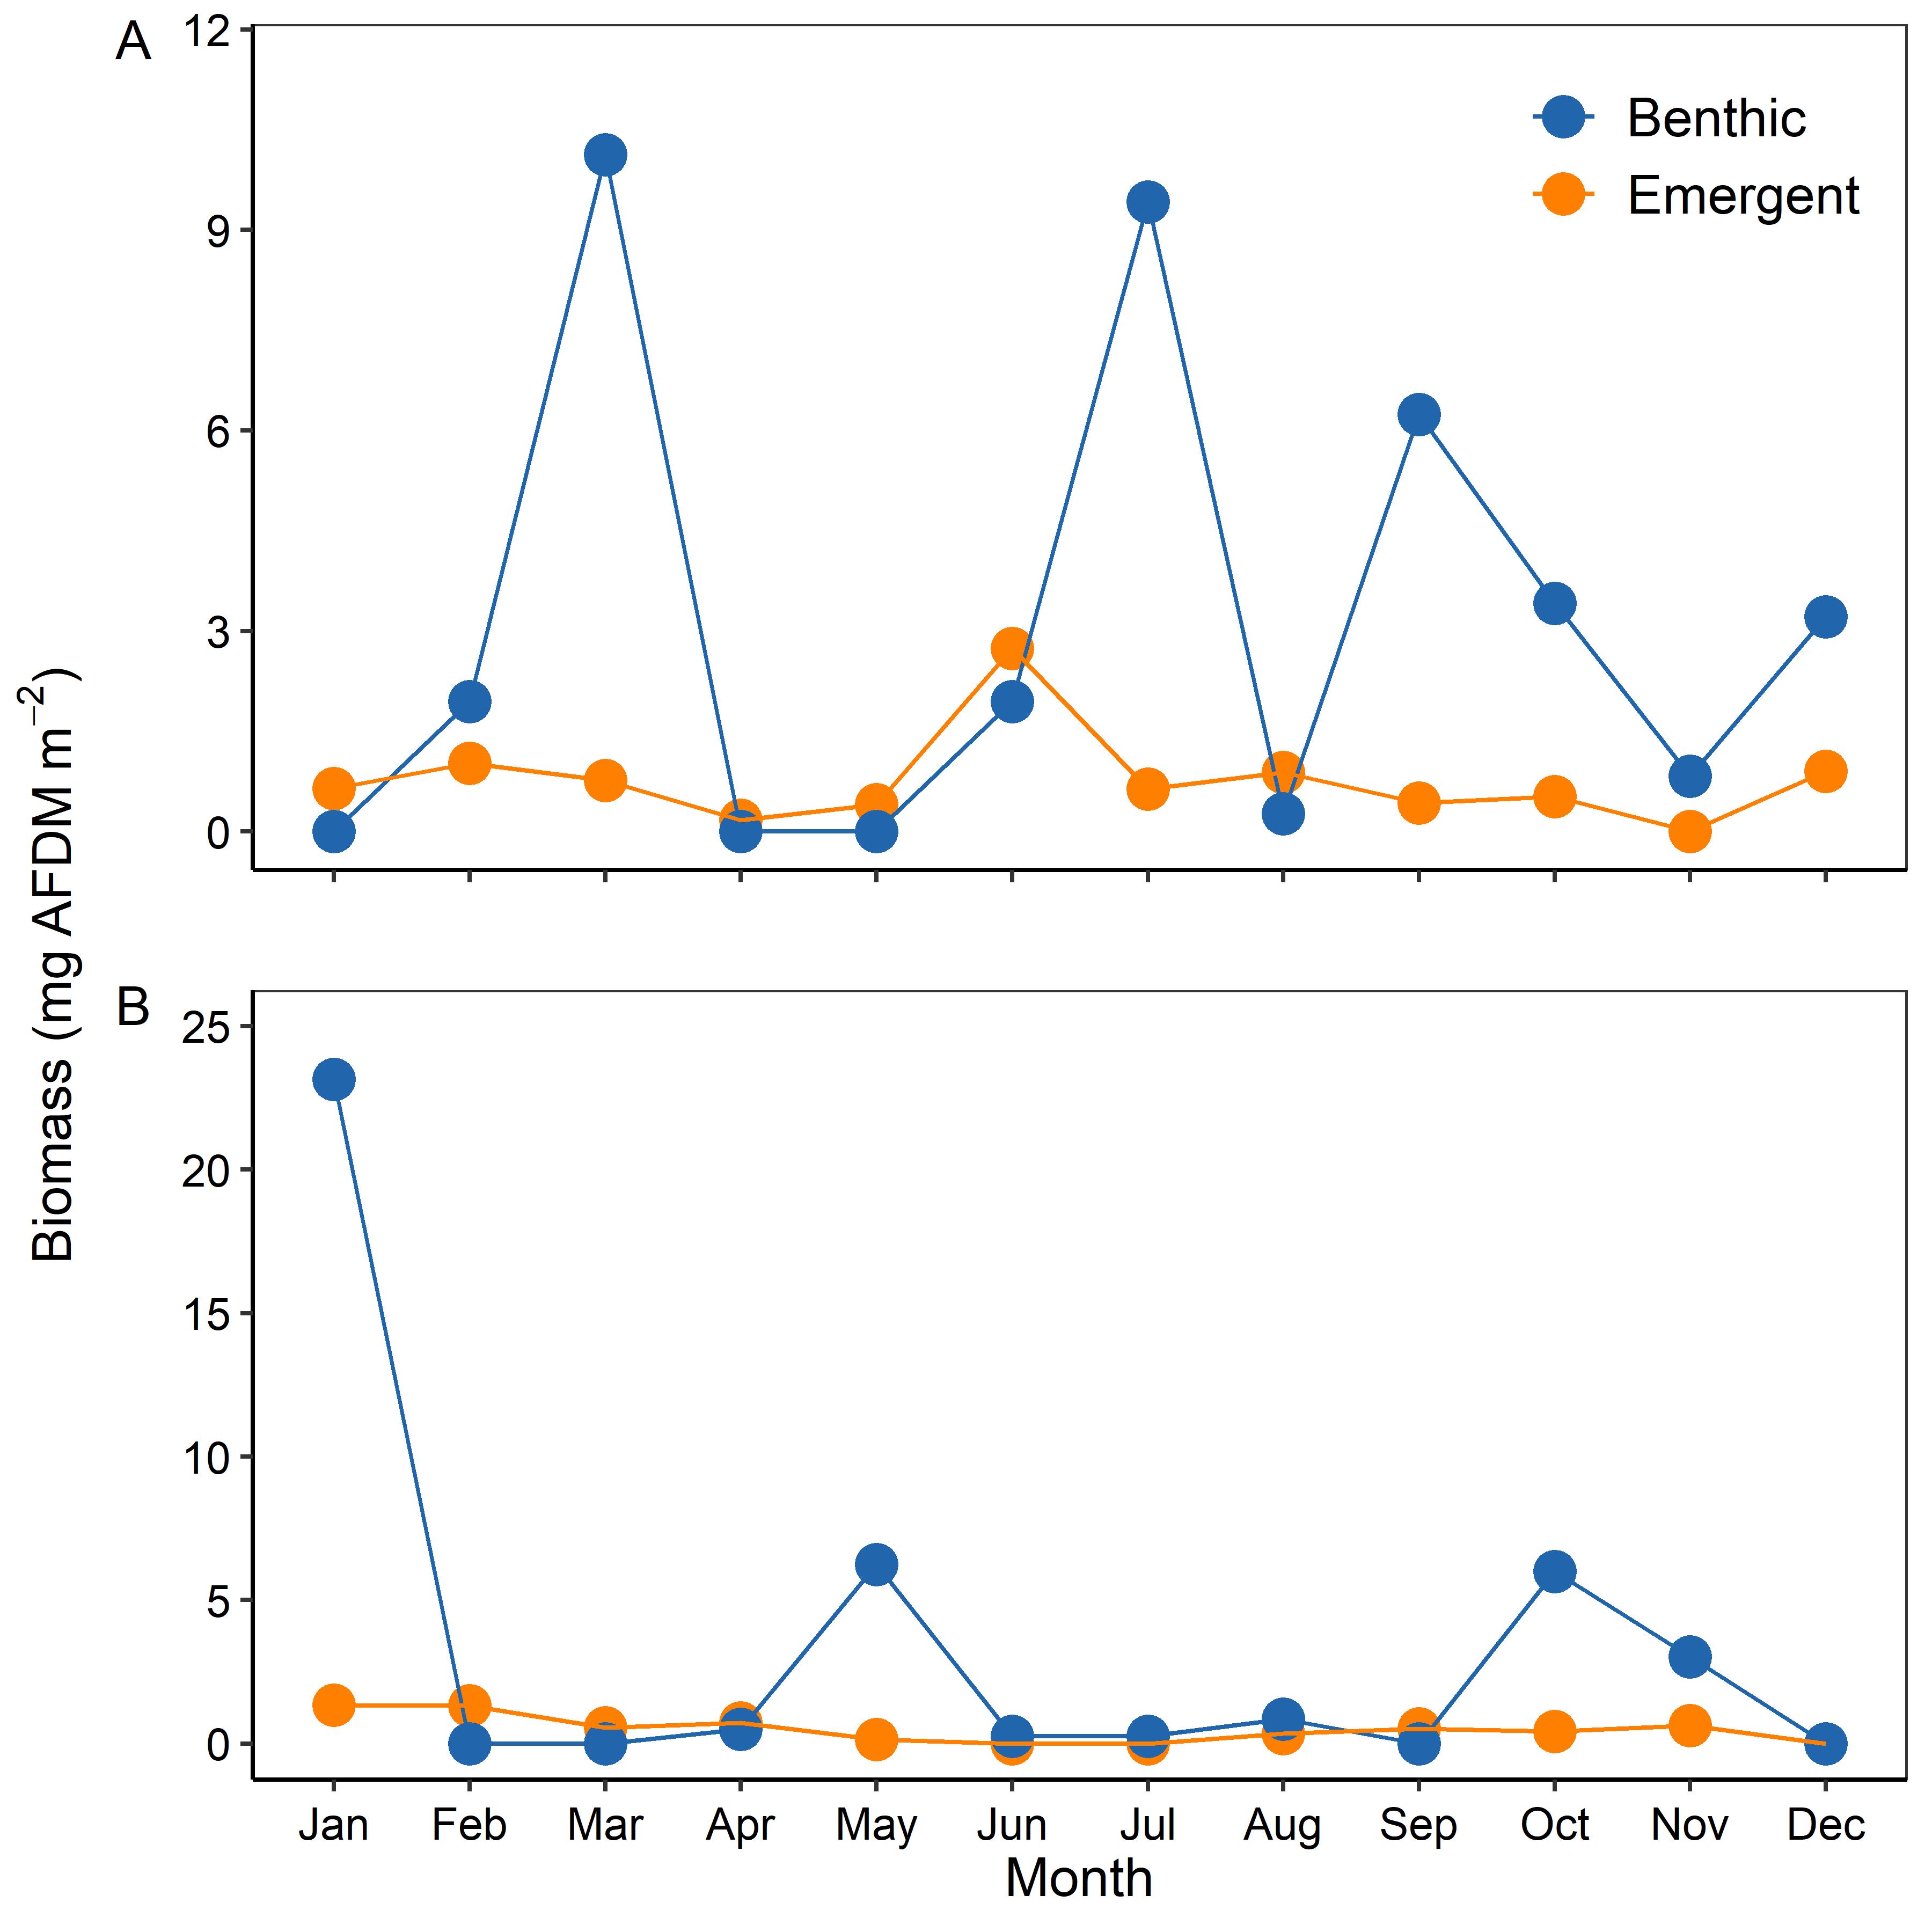 A
12
9
6
3
0
Benthic
Emergent
Biomass (mg AFDM m⁻²)
B
25
20
15
10
5
0
Jan Feb Mar Apr May Jun Jul Aug Sep Oct Nov Dec
Month